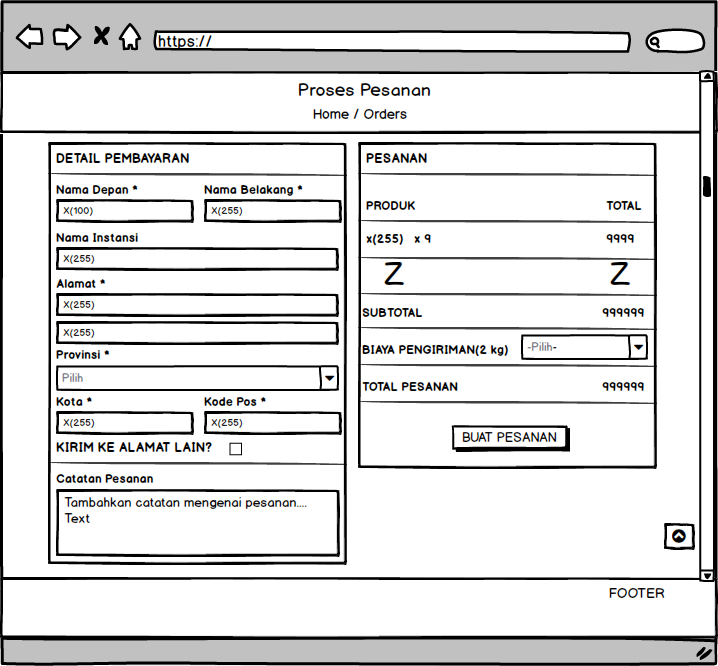 https://
Proses Pesanan
Home / Orders
DETAIL PEMBAYARAN
Nama Depan * Nama Belakang *
X(100) X(255)
Nama Instansi
X(255)
Alamat *
X(255)
X(255)
Provinsi *
Pilih
Kota * Kode Pos *
X(255) X(255)
KIRIM KE ALAMAT LAIN?
Catatan Pesanan
Tambahkan catatan mengenai pesanan....
Text
PESANAN
PRODUK TOTAL
x(255) x 9 9999
Z Z
SUBTOTAL 999999
BIAYA PENGIRIMAN(2 kg) -Pilih-
TOTAL PESANAN 999999
BUAT PESANAN
FOOTER